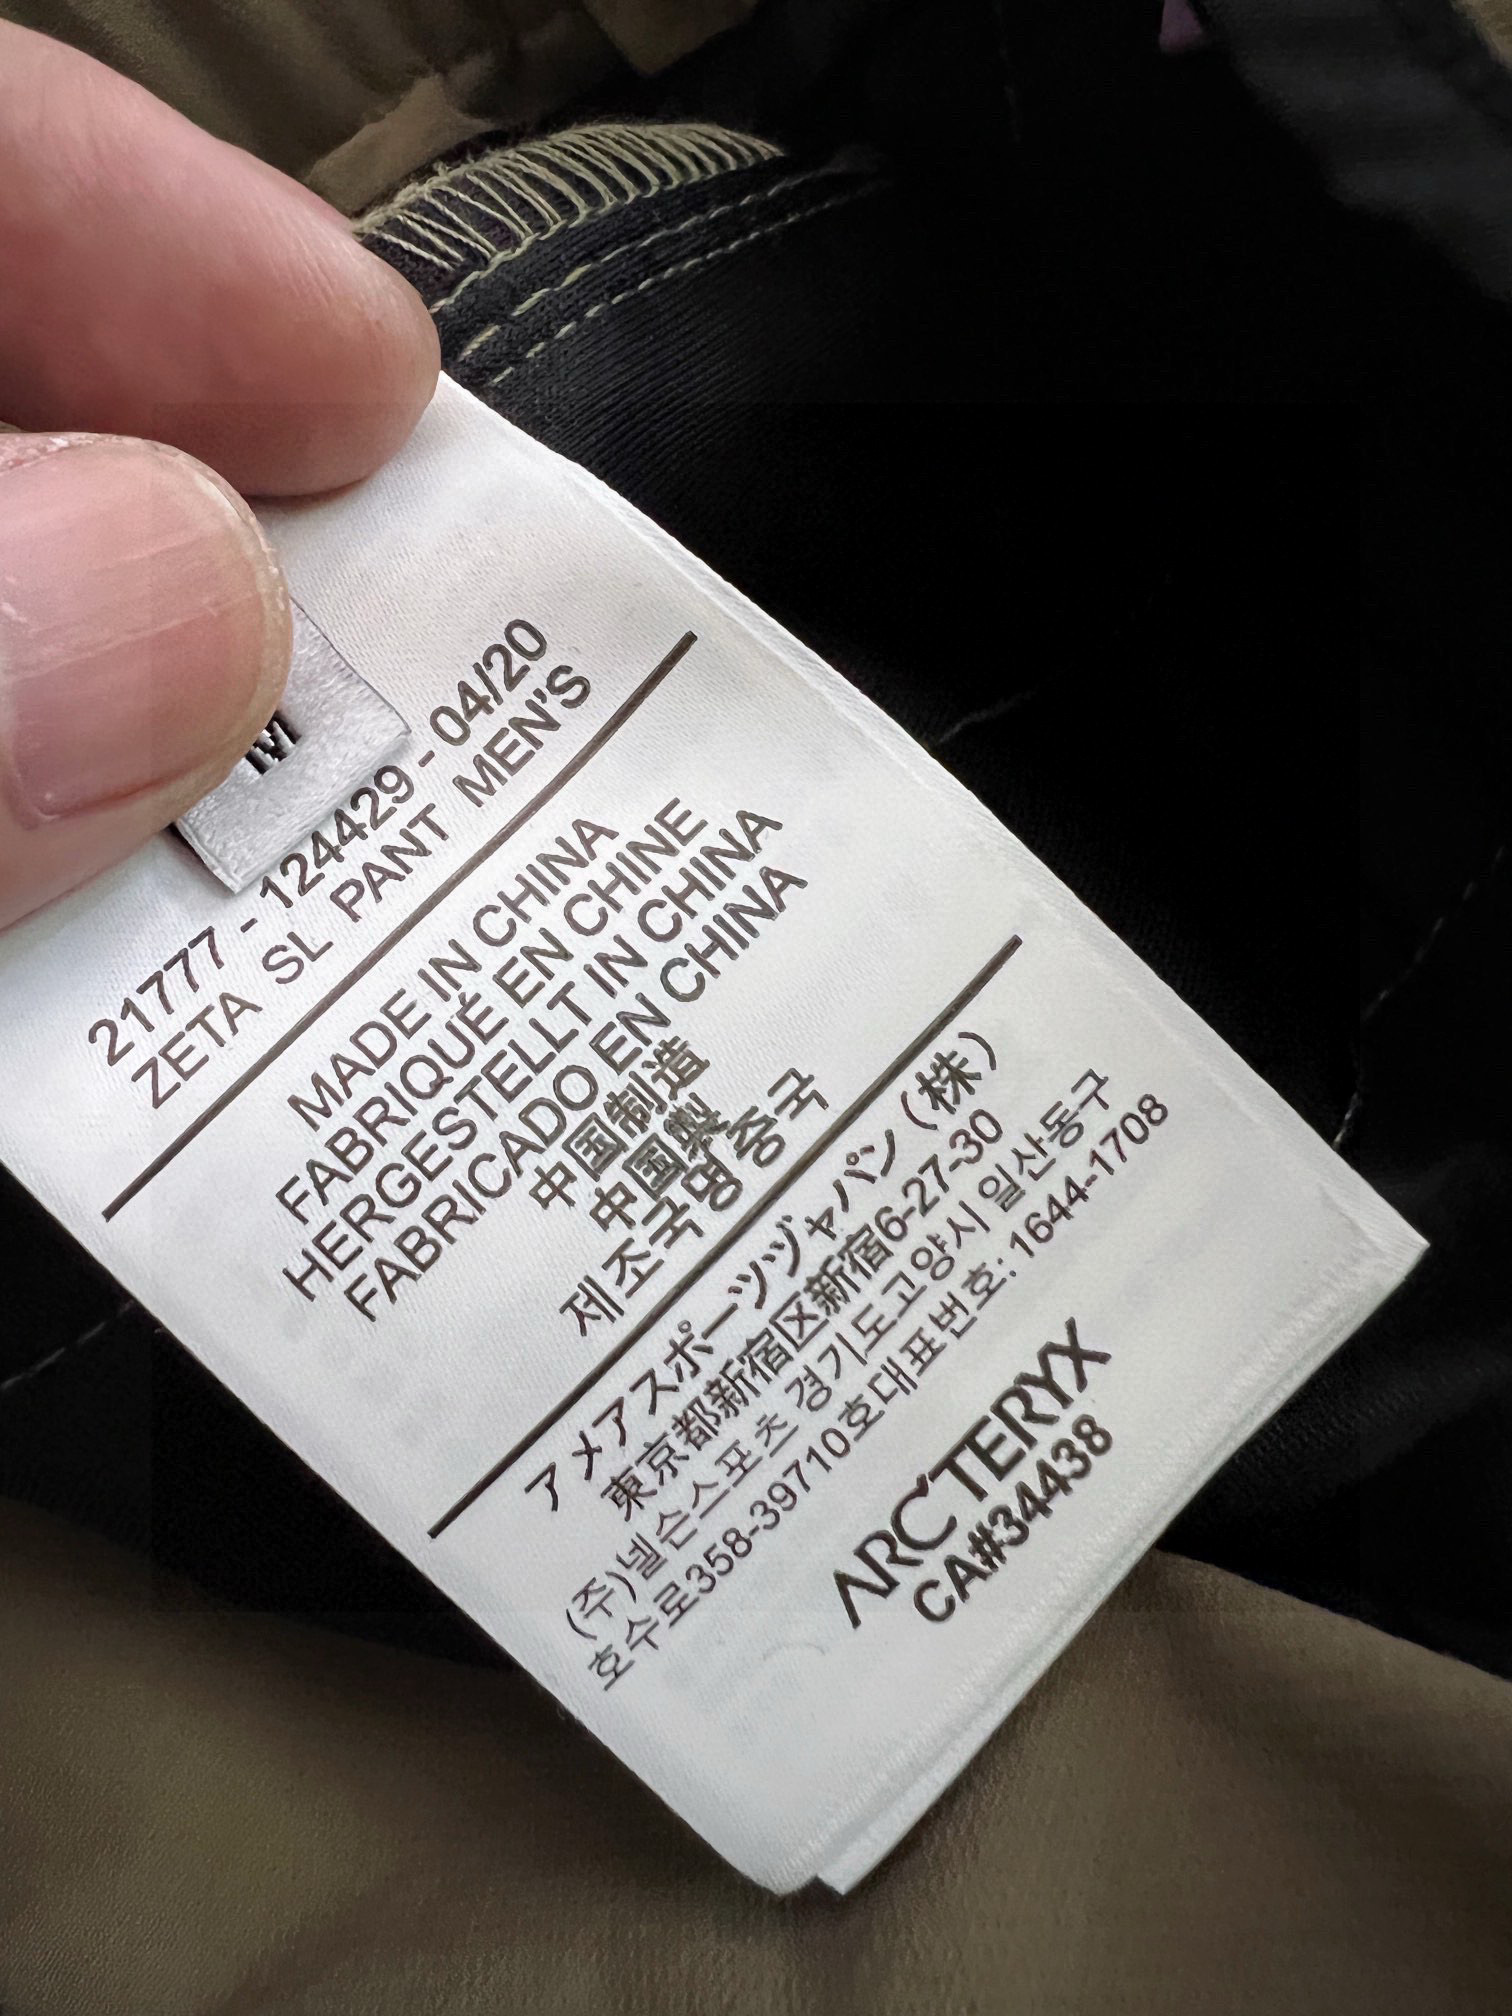 M
21777 - 124429 - 04/20
ZETA SL PANT MEN'S
MADE IN CHINA
FABRIQUÉ EN CHINE
HERGESTELLT IN CHINA
FABRICADO EN CHINA
中国制造
中国製
제조국명 중국
アメアスポーツツジャパン（株）
東京都新宿区新宿6-27-30
(주)넬슨스포츠 경기도고양시 일산동구
호수로358-39710호대표번호: 1644-1708
ARC'TERYX
CA#34438